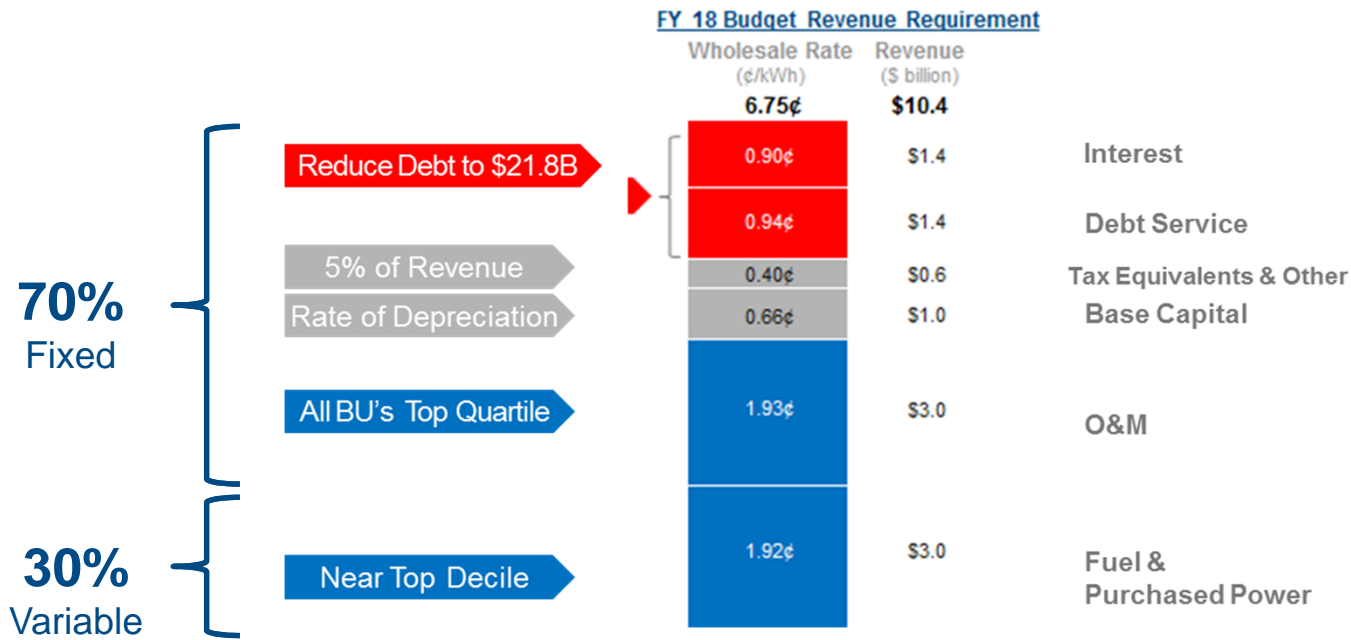 FY 18 Budget Revenue Requirement
Wholesale Rate Revenue
(¢/kWh) ($ billion)
6.75¢ $10.4
Reduce Debt to $21.8B
0.90¢ $1.4 Interest
0.94¢ $1.4 Debt Service
5% of Revenue
0.40¢ $0.6 Tax Equivalents & Other
Rate of Depreciation
0.66¢ $1.0 Base Capital
70%
Fixed
All BU's Top Quartile
1.93¢ $3.0 O&M
30%
Variable
Near Top Decile
1.92¢ $3.0 Fuel &
Purchased Power